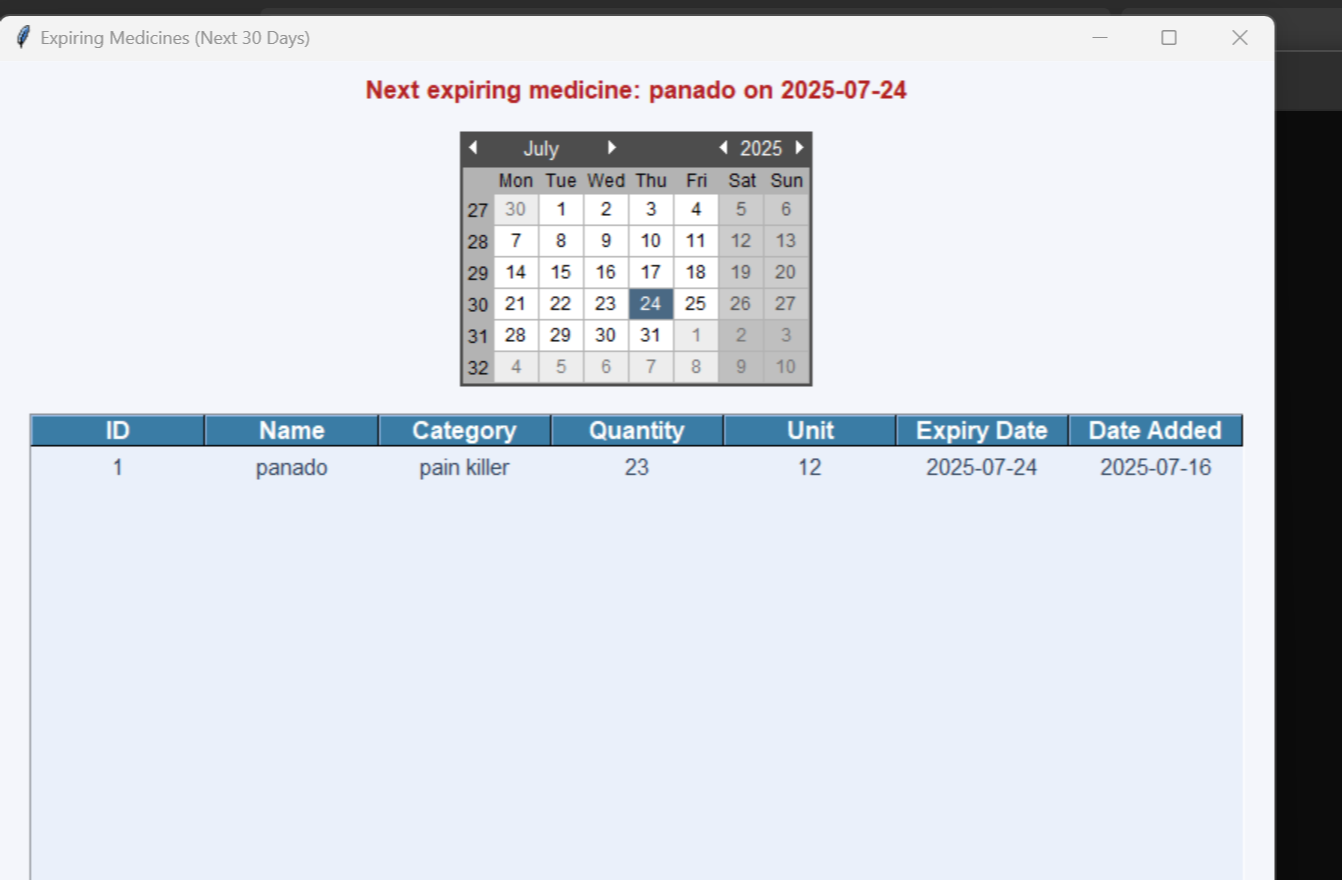 Expiring Medicines (Next 30 Days)
Next expiring medicine: panado on 2025-07-24
July 2025
Mon Tue Wed Thu Fri Sat Sun
27 30 1 2 3 4 5 6
28 7 8 9 10 11 12 13
29 14 15 16 17 18 19 20
30 21 22 23 24 25 26 27
31 28 29 30 31 1 2 3
32 4 5 6 7 8 9 10
ID Name Category Quantity Unit Expiry Date Date Added
1 panado pain killer 23 12 2025-07-24 2025-07-16